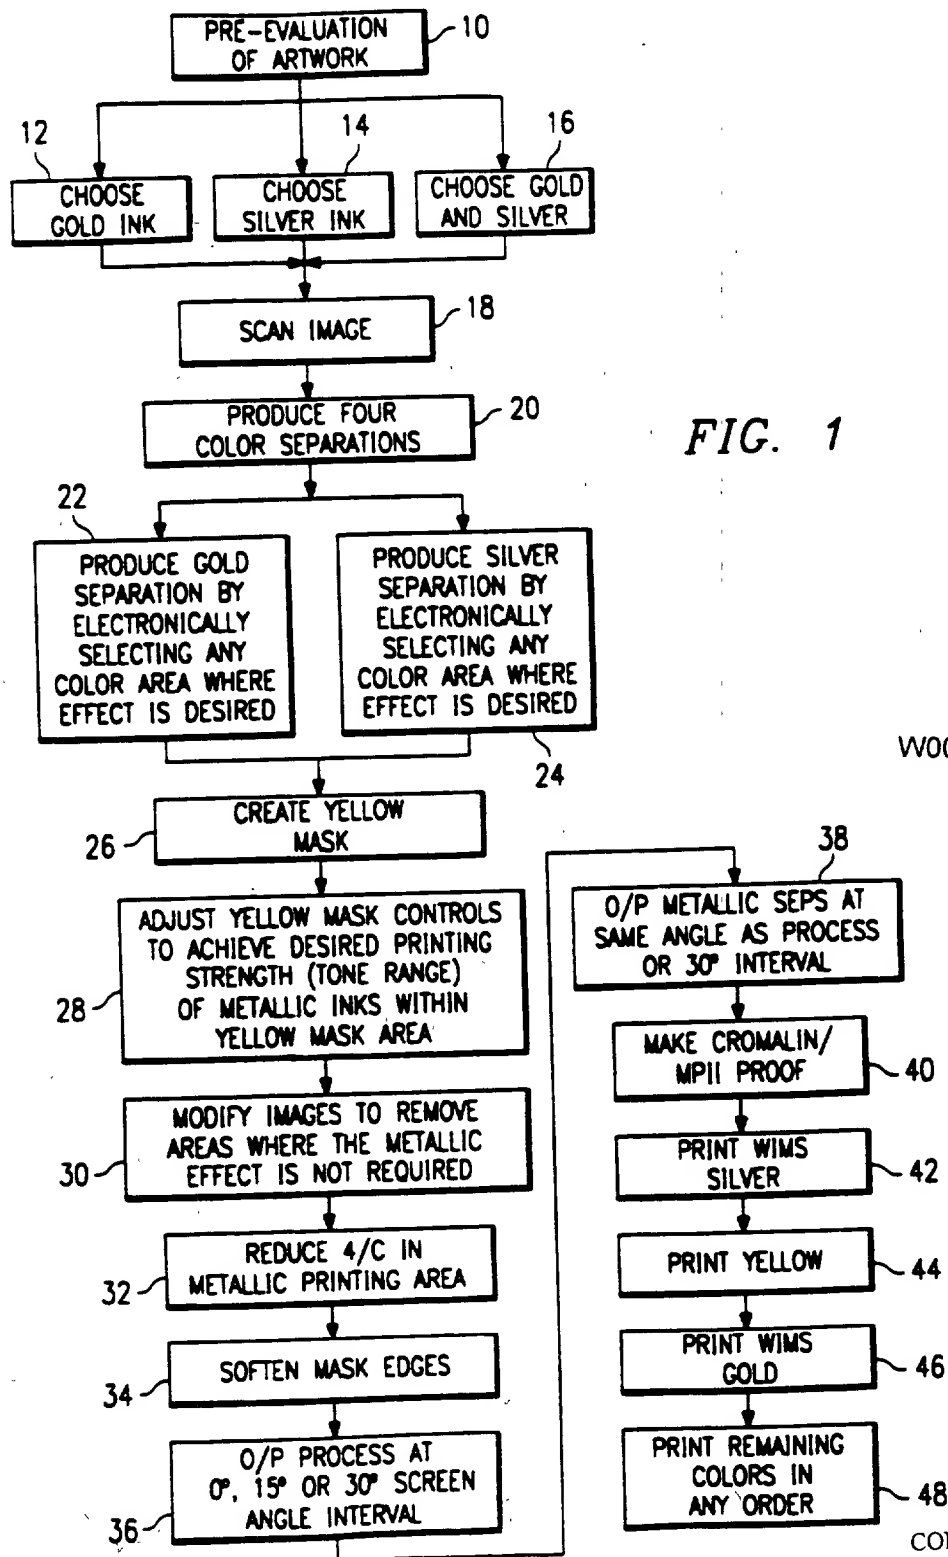 PRE-EVALUATION
OF ARTWORK
10
12
14
16
CHOOSE
GOLD INK
CHOOSE
SILVER INK
CHOOSE GOLD
AND SILVER
SCAN IMAGE
18
PRODUCE FOUR
COLOR SEPARATIONS
20
FIG. 1
22
PRODUCE GOLD
SEPARATION BY
ELECTRONICALLY
SELECTING ANY
COLOR AREA WHERE
EFFECT IS DESIRED
PRODUCE SILVER
SEPARATION BY
ELECTRONICALLY
SELECTING ANY
COLOR AREA WHERE
EFFECT IS DESIRED
24
CREATE YELLOW
MASK
26
ADJUST YELLOW MASK CONTROLS
TO ACHIEVE DESIRED PRINTING
STRENGTH (TONE RANGE)
OF METALLIC INKS WITHIN
YELLOW MASK AREA
28
MODIFY IMAGES TO REMOVE
AREAS WHERE THE METALLIC
EFFECT IS NOT REQUIRED
30
REDUCE 4/C IN
METALLIC PRINTING AREA
32
SOFTEN MASK EDGES
34
O/P PROCESS AT
0°, 15° OR 30° SCREEN
ANGLE INTERVAL
36
38
O/P METALLIC SEPS AT
SAME ANGLE AS PROCESS
OR 30° INTERVAL
MAKE CROMALIN/
MPII PROOF
40
PRINT WIMS
SILVER
42
PRINT YELLOW
44
PRINT WIMS
GOLD
46
PRINT REMAINING
COLORS IN
ANY ORDER
48